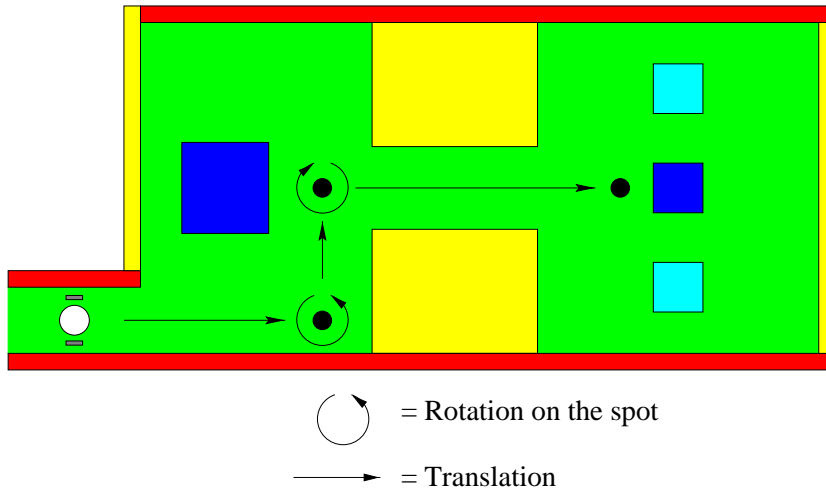 = Rotation on the spot
= Translation